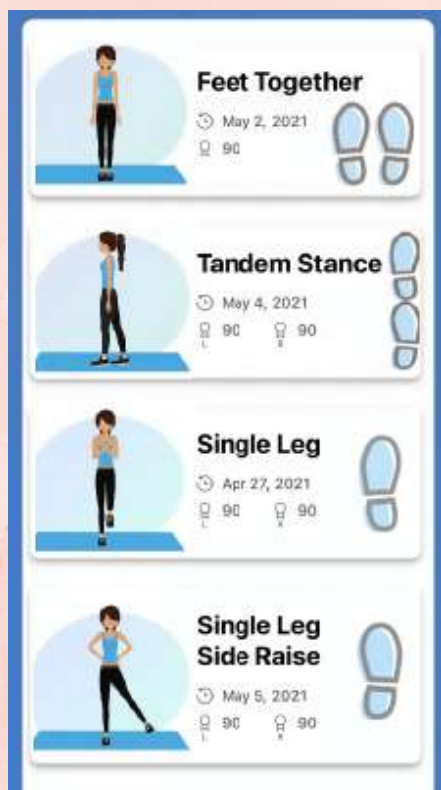 Feet Together
May 2, 2021
90
Tandem Stance
May 4, 2021
90 90
L R
Single Leg
Apr 27, 2021
90 90
L R
Single Leg
Side Raise
May 5, 2021
90 90
L R